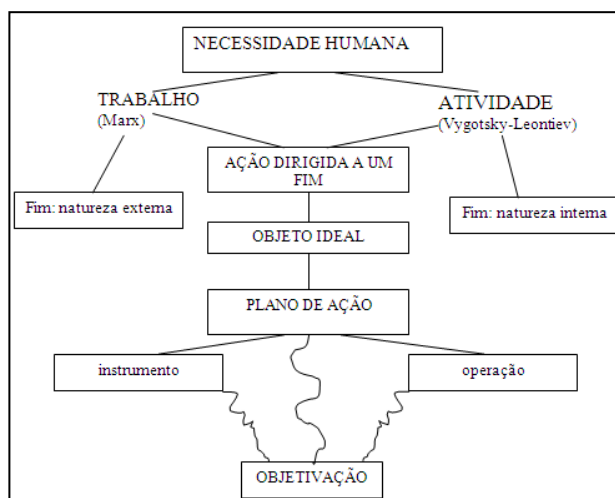 NECESSIDADE HUMANA
TRABALHO
(Marx)
ATIVIDADE
(Vygotsky-Leontiev)
AÇÃO DIRIGIDA A UM
FIM
Fim: natureza externa
Fim: natureza interna
OBJETO IDEAL
PLANO DE AÇÃO
instrumento
operação
OBJETIVAÇÃO